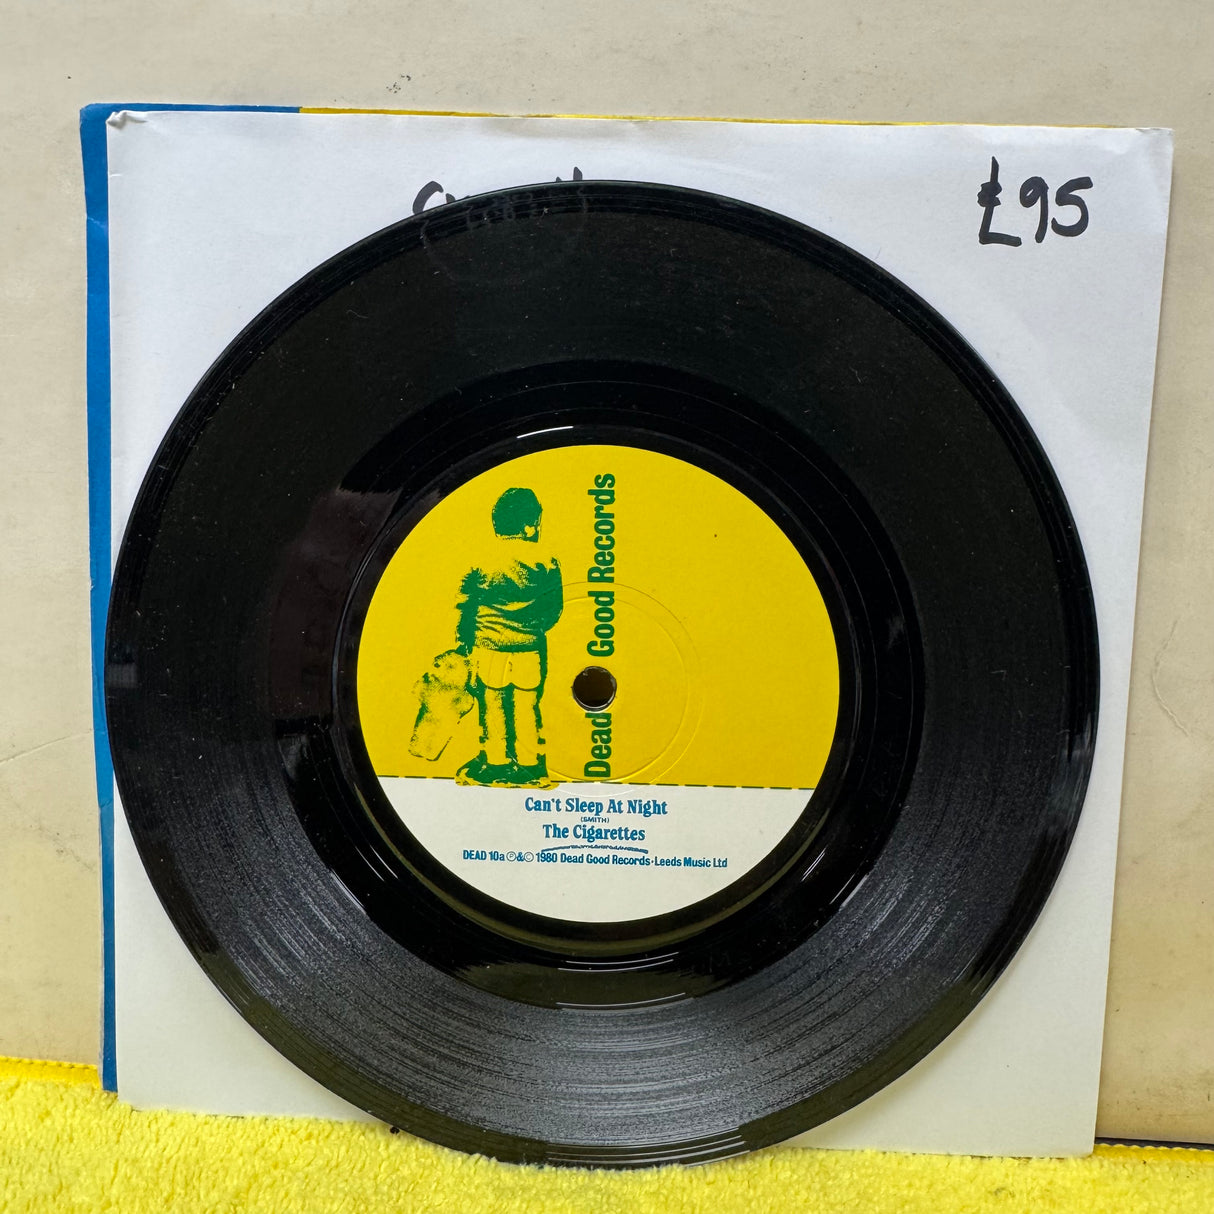 £95
Dead Good Records
Can't Sleep At Night
(SMITH)
The Cigarettes
DEAD 10a ℗&© 1980 Dead Good Records·Leeds Music Ltd